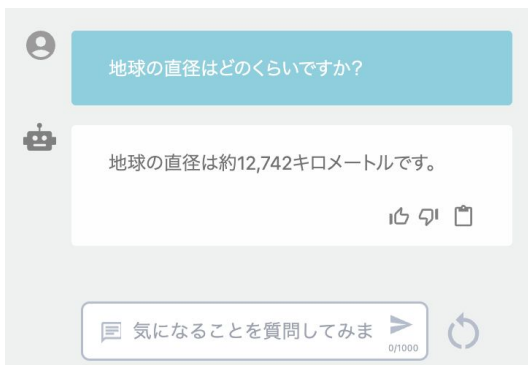 地球の直径はどのくらいですか？
地球の直径は約12,742キロメートルです。
気になることを質問してみま
0/1000